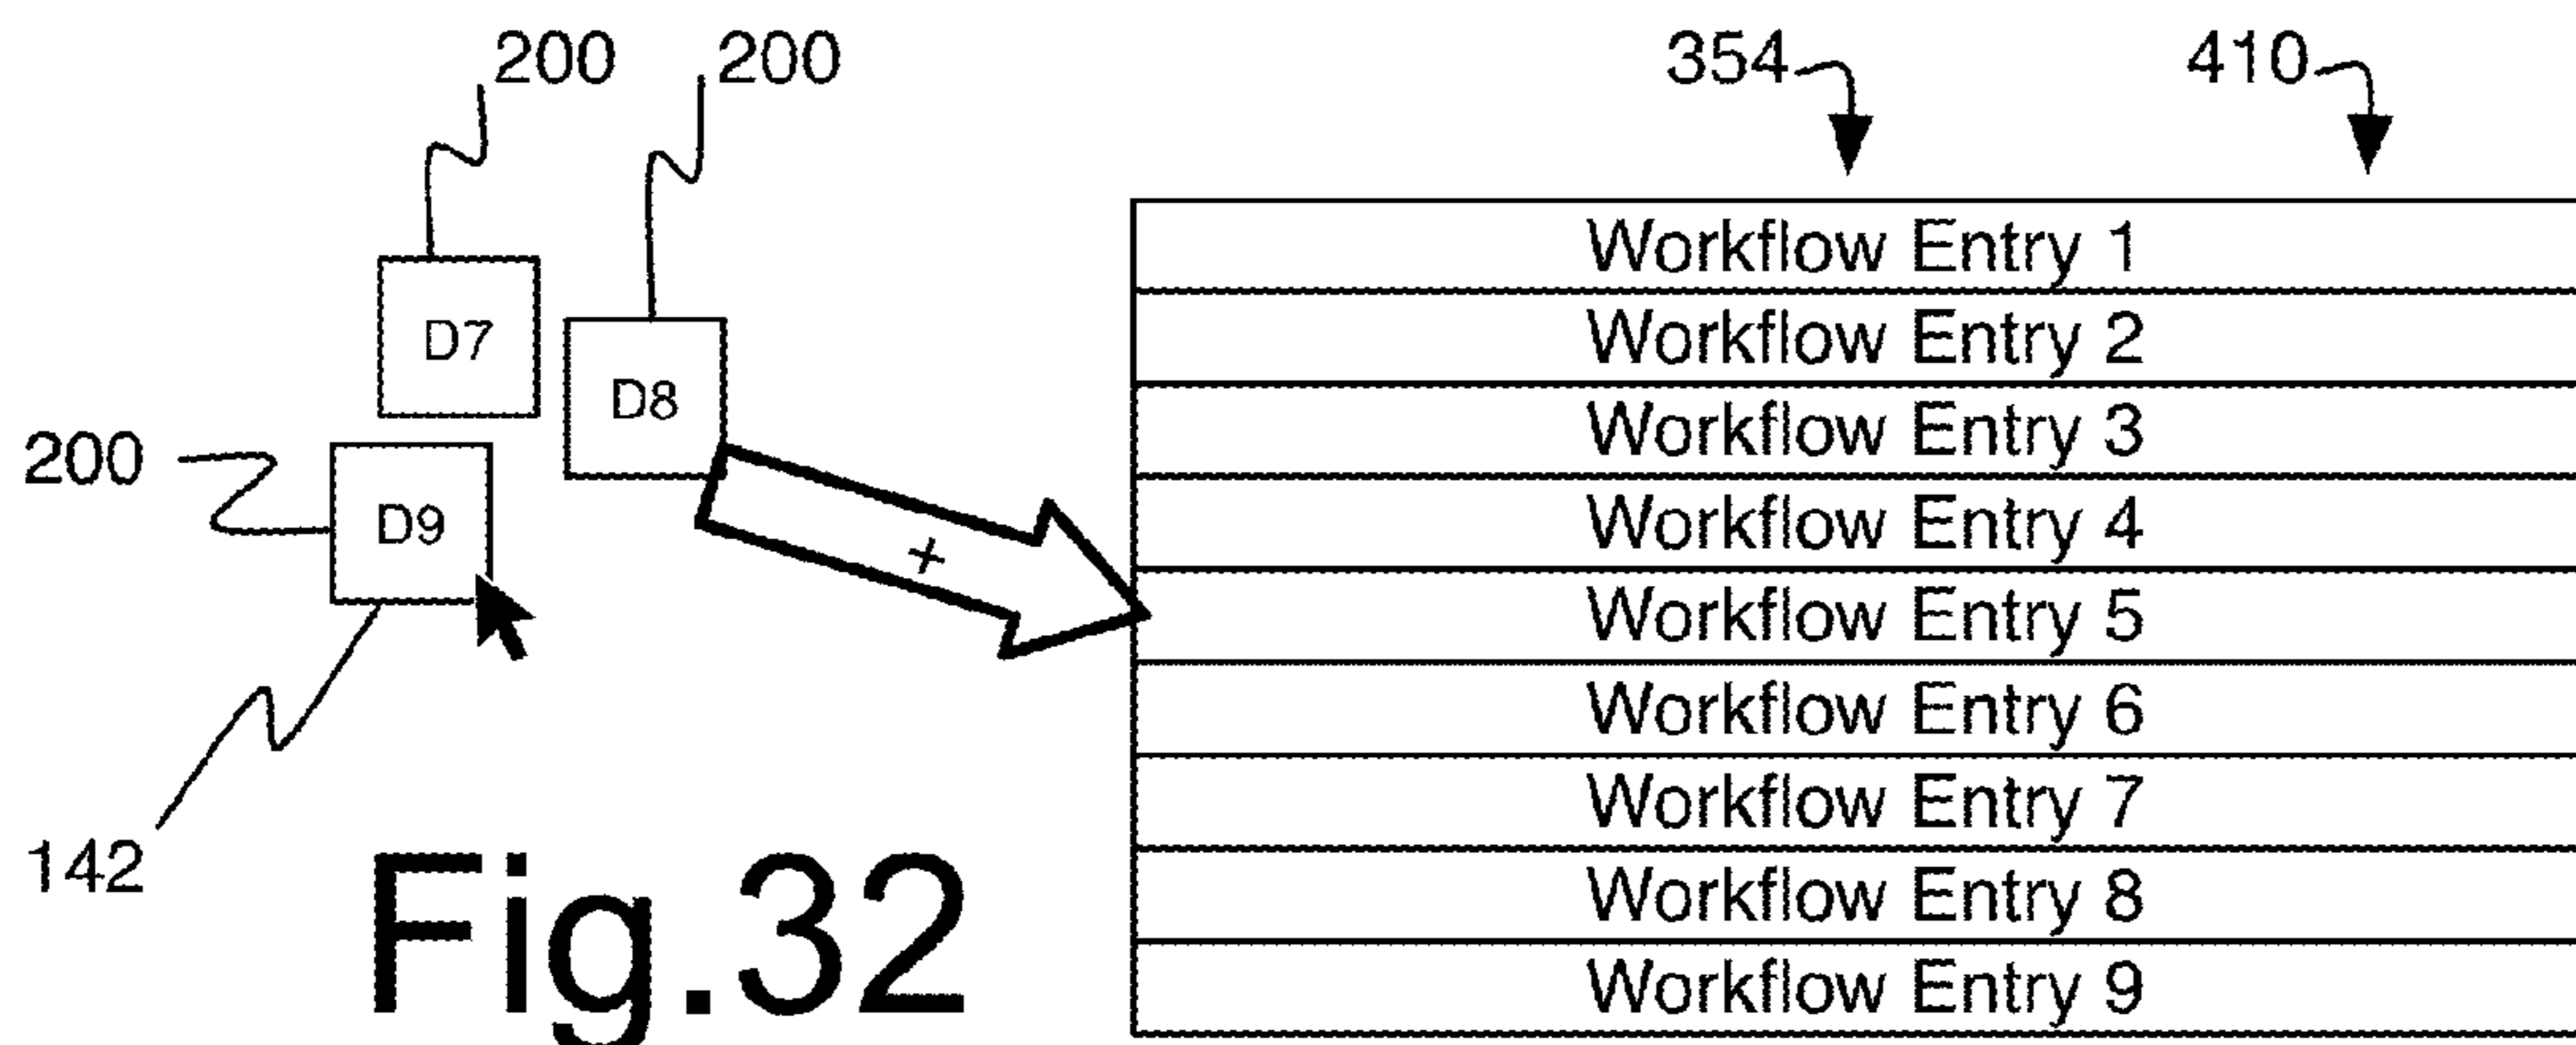 200 200 354 410
Workflow Entry 1
D7
Workflow Entry 2
D8
Workflow Entry 3
200
D9
Workflow Entry 4
+
Workflow Entry 5
Workflow Entry 6
Workflow Entry 7
142
Workflow Entry 8
Fig.32
Workflow Entry 9